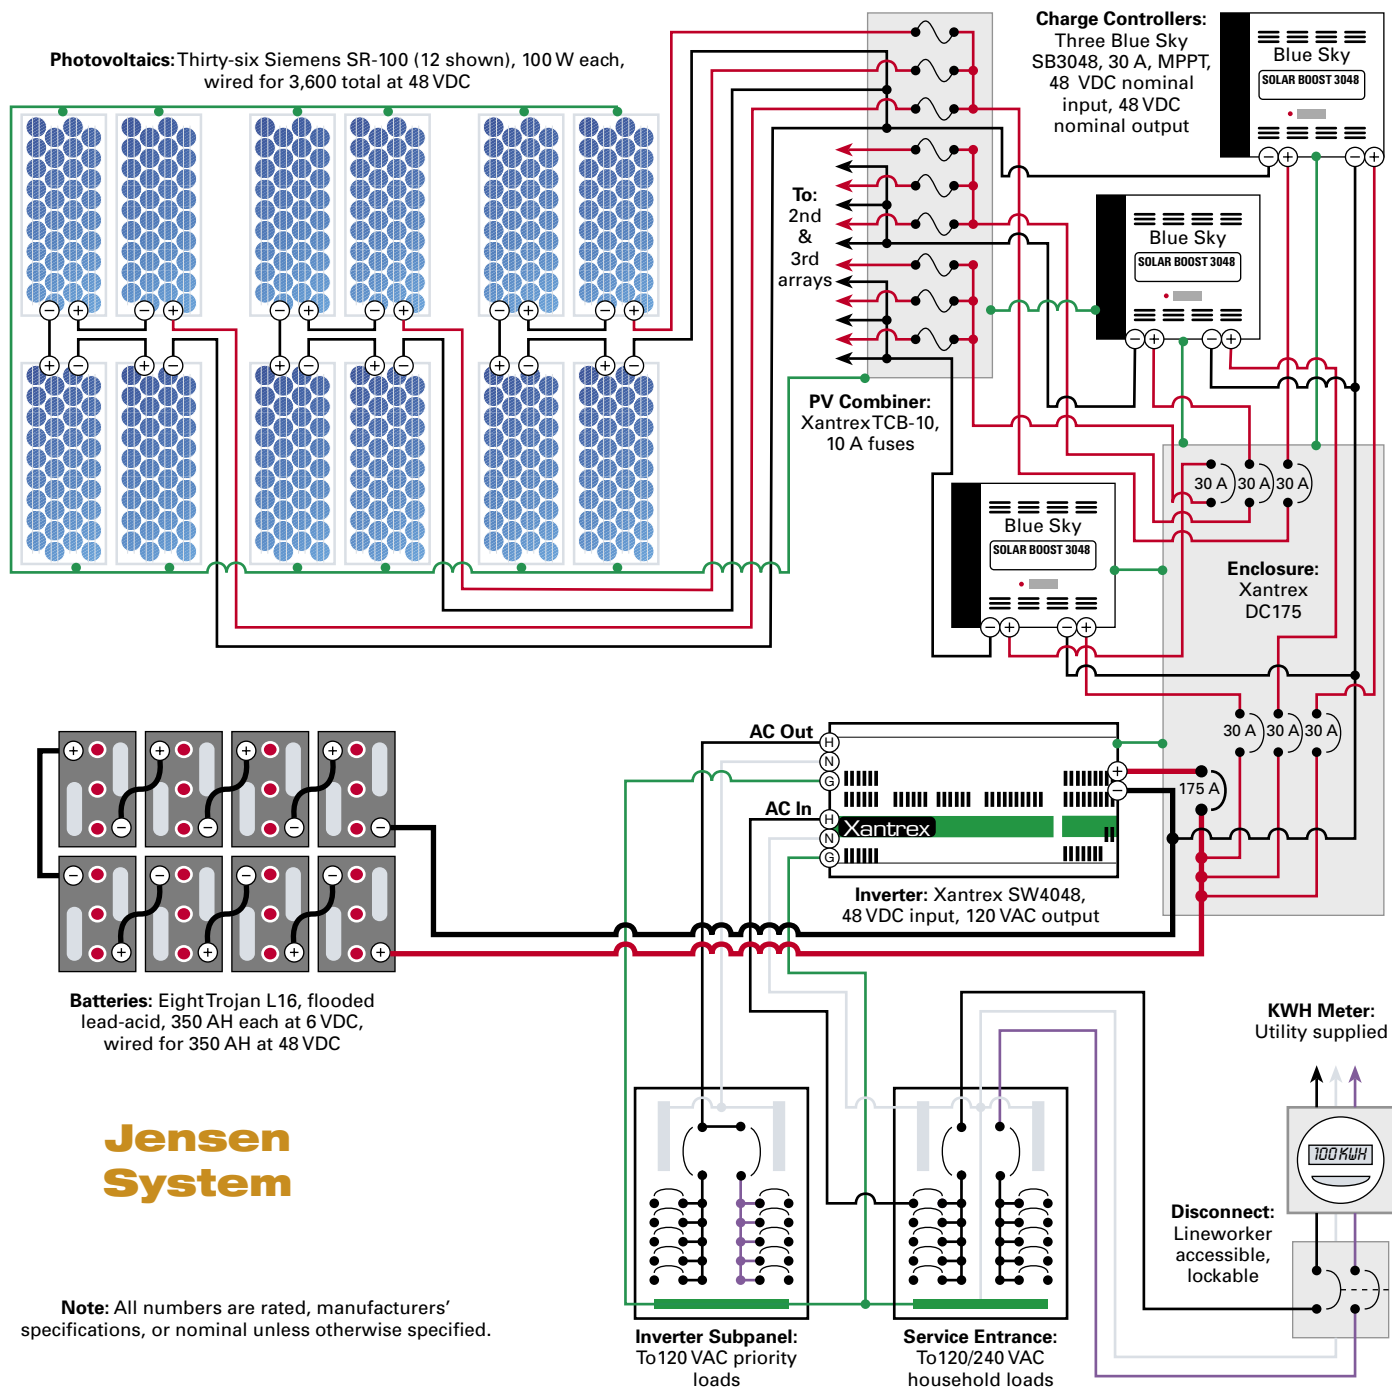 Photovoltaics: Thirty-six Siemens SR-100 (12 shown), 100 W each,
wired for 3,600 total at 48 VDC
Charge Controllers:
Three Blue Sky
SB3048, 30 A, MPPT,
48 VDC nominal
input, 48 VDC
nominal output
Blue Sky
SOLAR BOOST 3048
− + − +
To:
2nd
&
3rd
arrays
Blue Sky
SOLAR BOOST 3048
− + − +
− + − + − + − + − + − +
+ − + − + − + − + − + −
PV Combiner:
Xantrex TCB-10,
10 A fuses
30 A 30 A 30 A
Blue Sky
SOLAR BOOST 3048
− + − +
Enclosure:
Xantrex
DC175
30 A 30 A 30 A
175 A
AC Out
H
N
G
AC In
H
N
G
+
−
Xantrex
Inverter: Xantrex SW4048,
48 VDC input, 120 VAC output
+ + + +
− − − −
− − − −
+ + + +
Batteries: Eight Trojan L16, flooded
lead-acid, 350 AH each at 6 VDC,
wired for 350 AH at 48 VDC
KWH Meter:
Utility supplied
100 KWH
Jensen
System
Disconnect:
Lineworker
accessible,
lockable
Note: All numbers are rated, manufacturers'
specifications, or nominal unless otherwise specified.
Inverter Subpanel:
To 120 VAC priority
loads
Service Entrance:
To 120/240 VAC
household loads